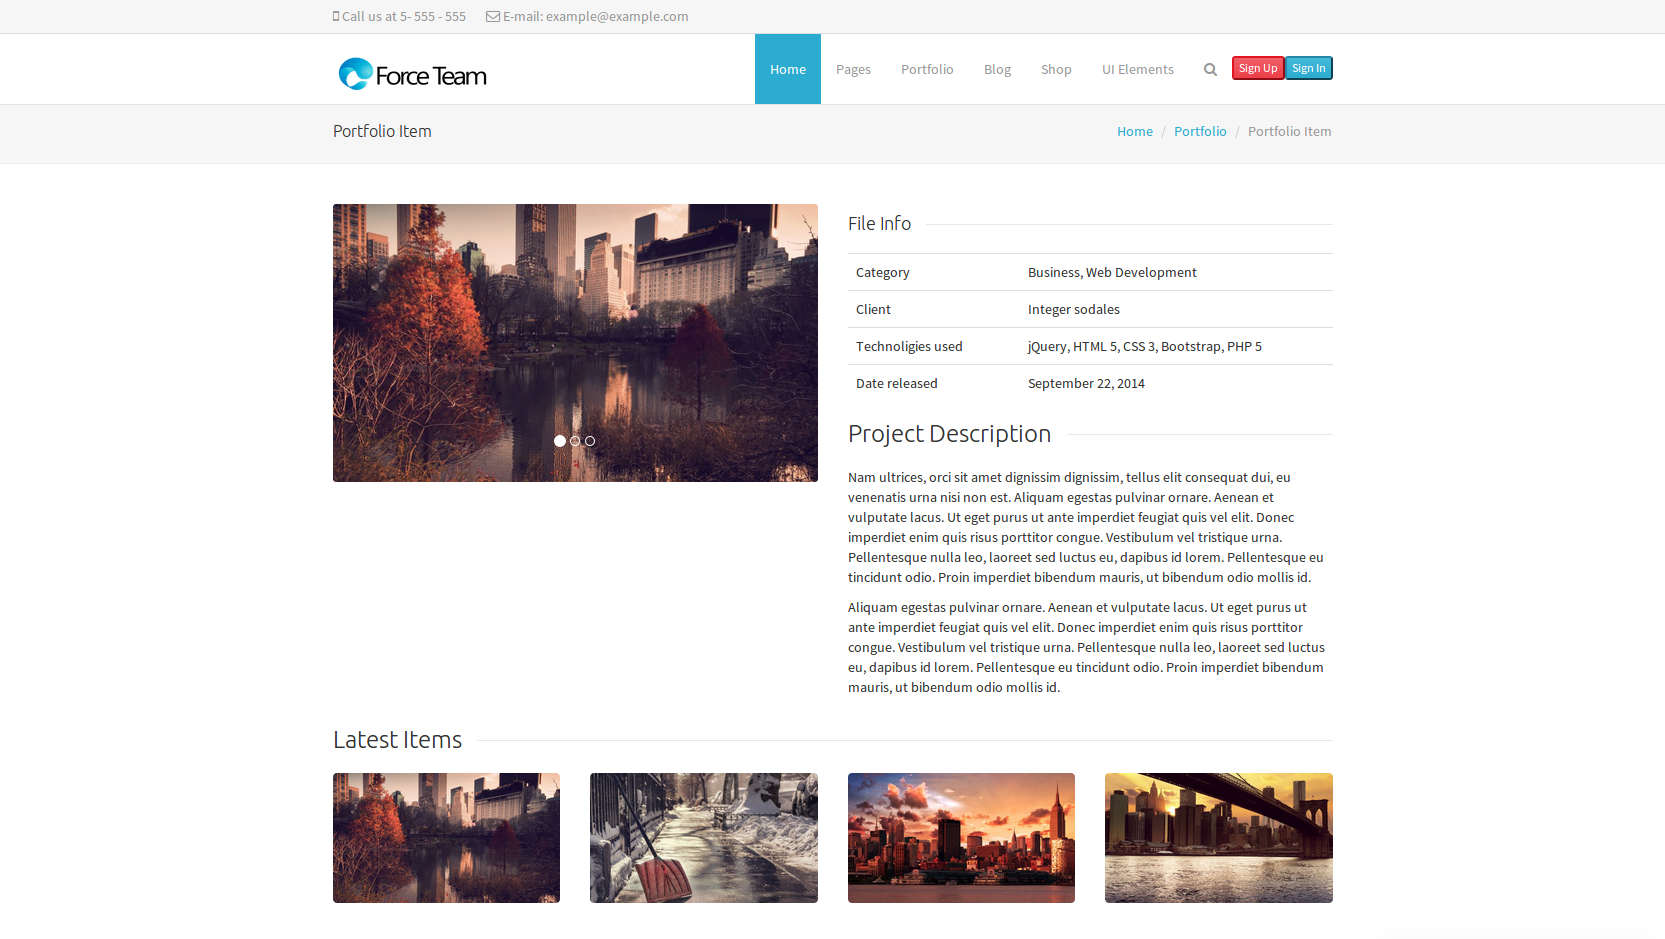 Call us at 5- 555 - 555 E-mail: example@example.com
Force Team
Home Pages Portfolio Blog Shop UI Elements Sign Up Sign In
Portfolio Item
Home / Portfolio / Portfolio Item
File Info
Category Business, Web Development
Client Integer sodales
Technoligies used jQuery, HTML 5, CSS 3, Bootstrap, PHP 5
Date released September 22, 2014
Project Description
Nam ultrices, orci sit amet dignissim dignissim, tellus elit consequat dui, eu
venenatis urna nisi non est. Aliquam egestas pulvinar ornare. Aenean et
vulputate lacus. Ut eget purus ut ante imperdiet feugiat quis vel elit. Donec
imperdiet enim quis risus porttitor congue. Vestibulum vel tristique urna.
Pellentesque nulla leo, laoreet sed luctus eu, dapibus id lorem. Pellentesque eu
tincidunt odio. Proin imperdiet bibendum mauris, ut bibendum odio mollis id.
Aliquam egestas pulvinar ornare. Aenean et vulputate lacus. Ut eget purus ut
ante imperdiet feugiat quis vel elit. Donec imperdiet enim quis risus porttitor
congue. Vestibulum vel tristique urna. Pellentesque nulla leo, laoreet sed luctus
eu, dapibus id lorem. Pellentesque eu tincidunt odio. Proin imperdiet bibendum
mauris, ut bibendum odio mollis id.
Latest Items